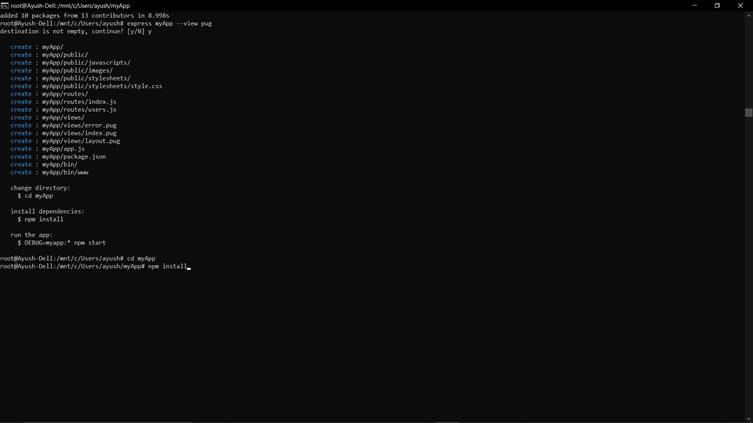 root@Ayush-Dell: /mnt/c/Users/ayush/myApp
added 10 packages from 13 contributors in 8.998s
root@Ayush-Dell:/mnt/c/Users/ayush# express myApp --view pug
destination is not empty, continue? [y/N] y
create : myApp/
create : myApp/public/
create : myApp/public/javascripts/
create : myApp/public/images/
create : myApp/public/stylesheets/
create : myApp/public/stylesheets/style.css
create : myApp/routes/
create : myApp/routes/index.js
create : myApp/routes/users.js
create : myApp/views/
create : myApp/views/error.pug
create : myApp/views/index.pug
create : myApp/views/layout.pug
create : myApp/app.js
create : myApp/package.json
create : myApp/bin/
create : myApp/bin/www
change directory:
$ cd myApp
install dependencies:
$ npm install
run the app:
$ DEBUG=myapp:* npm start
root@Ayush-Dell:/mnt/c/Users/ayush# cd myApp
root@Ayush-Dell:/mnt/c/Users/ayush/myApp# npm install